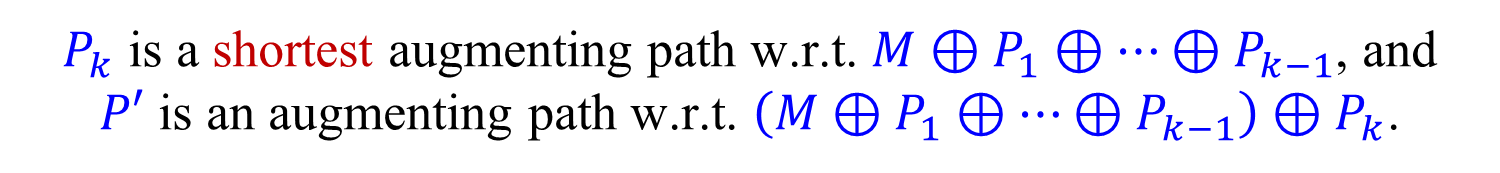 P_k is a shortest augmenting path w.r.t. M ⊕ P_1 ⊕ ⋯ ⊕ P_{k−1}, and
P′ is an augmenting path w.r.t. (M ⊕ P_1 ⊕ ⋯ ⊕ P_{k−1}) ⊕ P_k.